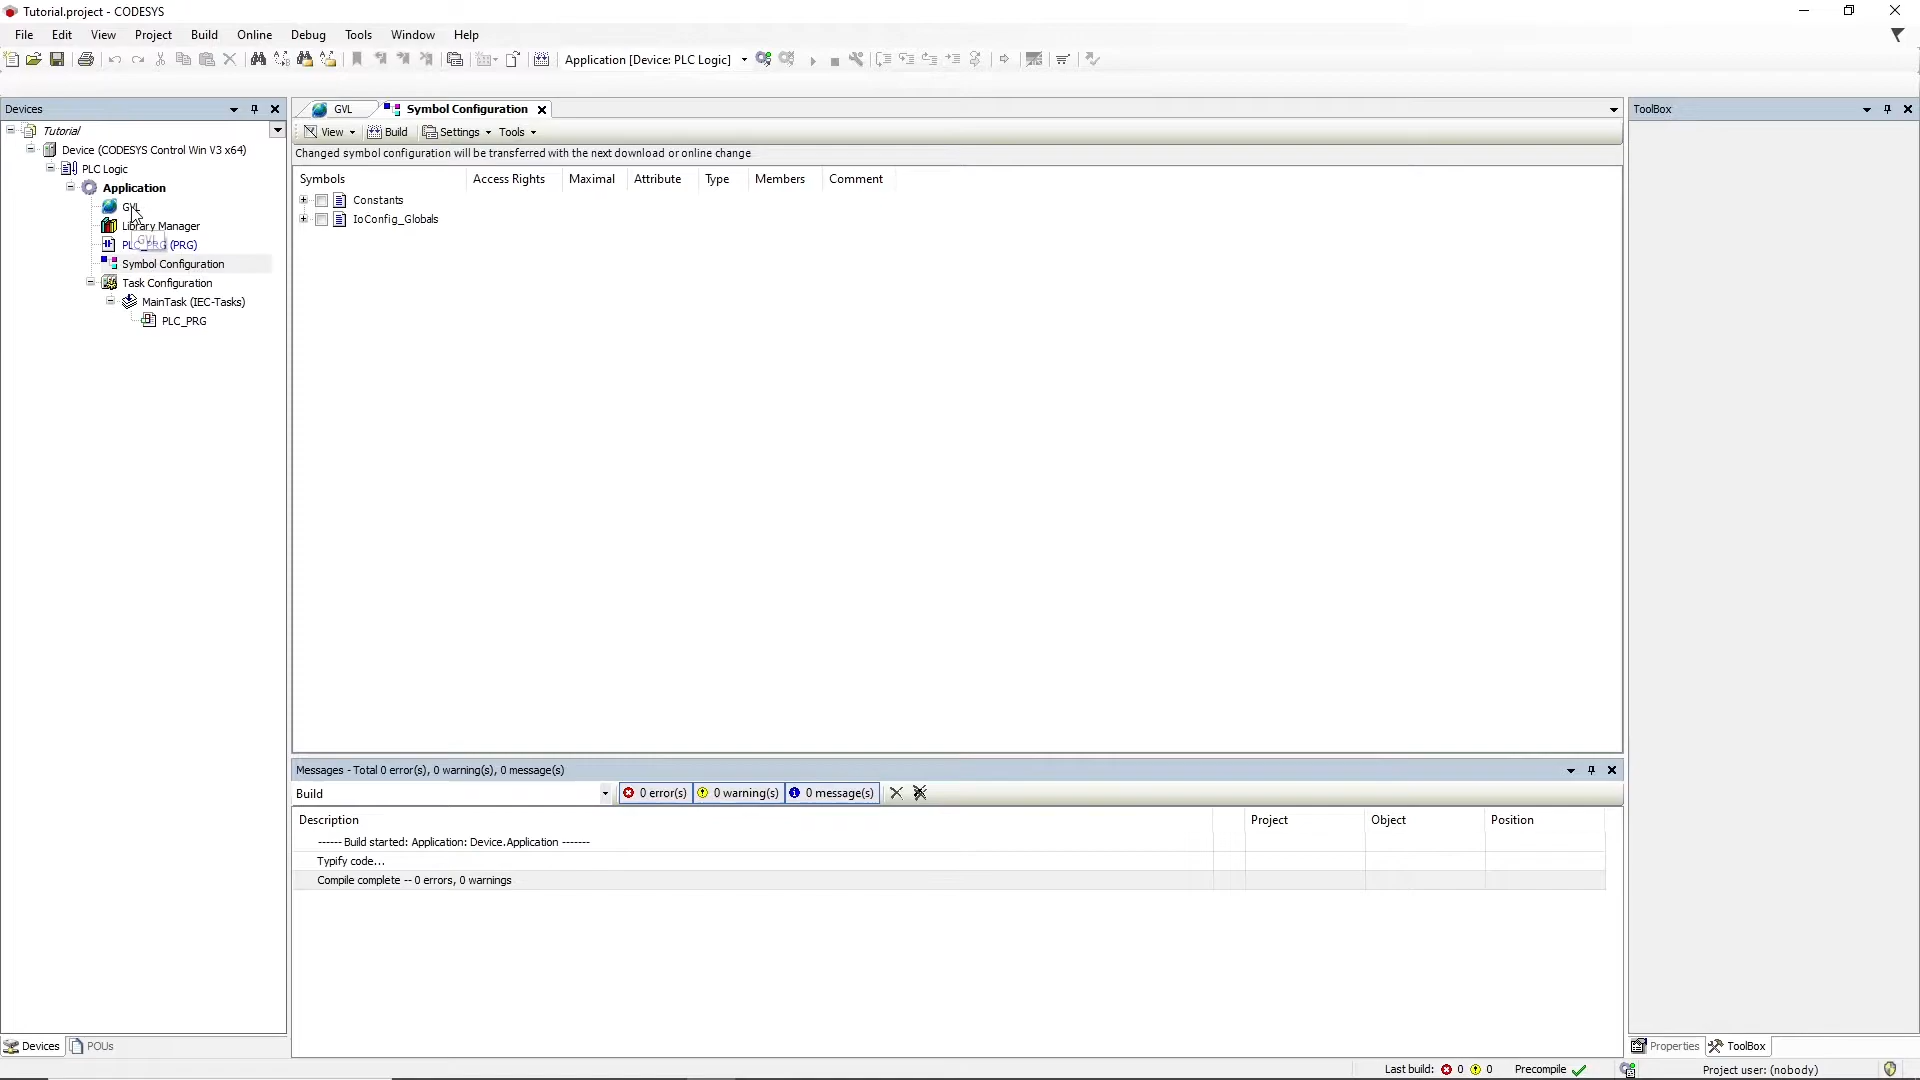 Tutorial.project - CODESYS
File Edit View Project Build Online Debug Tools Window Help
Application [Device: PLC Logic]
Devices
Tutorial
Device (CODESYS Control Win V3 x64)
PLC Logic
Application
GVL
Library Manager
PLC_PRG (PRG)
GVL
Symbol Configuration
Task Configuration
MainTask (IEC-Tasks)
PLC_PRG
Devices POUs
GVL Symbol Configuration
View Build Settings Tools
Changed symbol configuration will be transferred with the next download or online change
Symbols Access Rights Maximal Attribute Type Members Comment
Constants
IoConfig_Globals
Messages - Total 0 error(s), 0 warning(s), 0 message(s)
Build 0 error(s) 0 warning(s) 0 message(s)
Description Project Object Position
------ Build started: Application: Device.Application -------
Typify code...
Compile complete -- 0 errors, 0 warnings
ToolBox
Properties ToolBox
Last build: 0 0 Precompile Project user: (nobody)